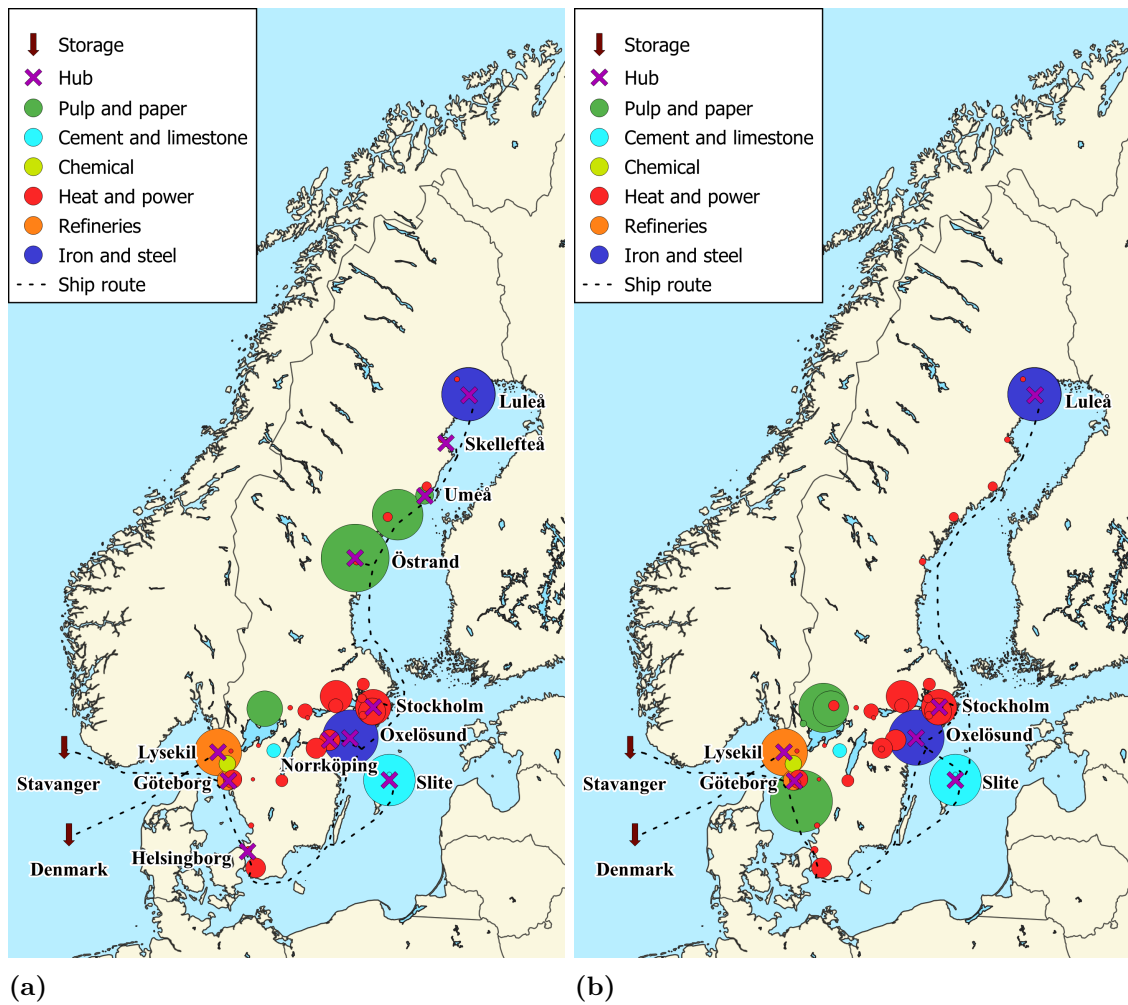 Storage
Hub
Pulp and paper
Cement and limestone
Chemical
Heat and power
Refineries
Iron and steel
Ship route
Luleå
Skellefteå
Umeå
Östrand
Stockholm
Oxelösund
Lysekil
Norrköping
Stavanger
Göteborg
Slite
Helsingborg
Denmark
(a)
Storage
Hub
Pulp and paper
Cement and limestone
Chemical
Heat and power
Refineries
Iron and steel
Ship route
Luleå
Stockholm
Oxelösund
Lysekil
Stavanger
Göteborg
Slite
Denmark
(b)